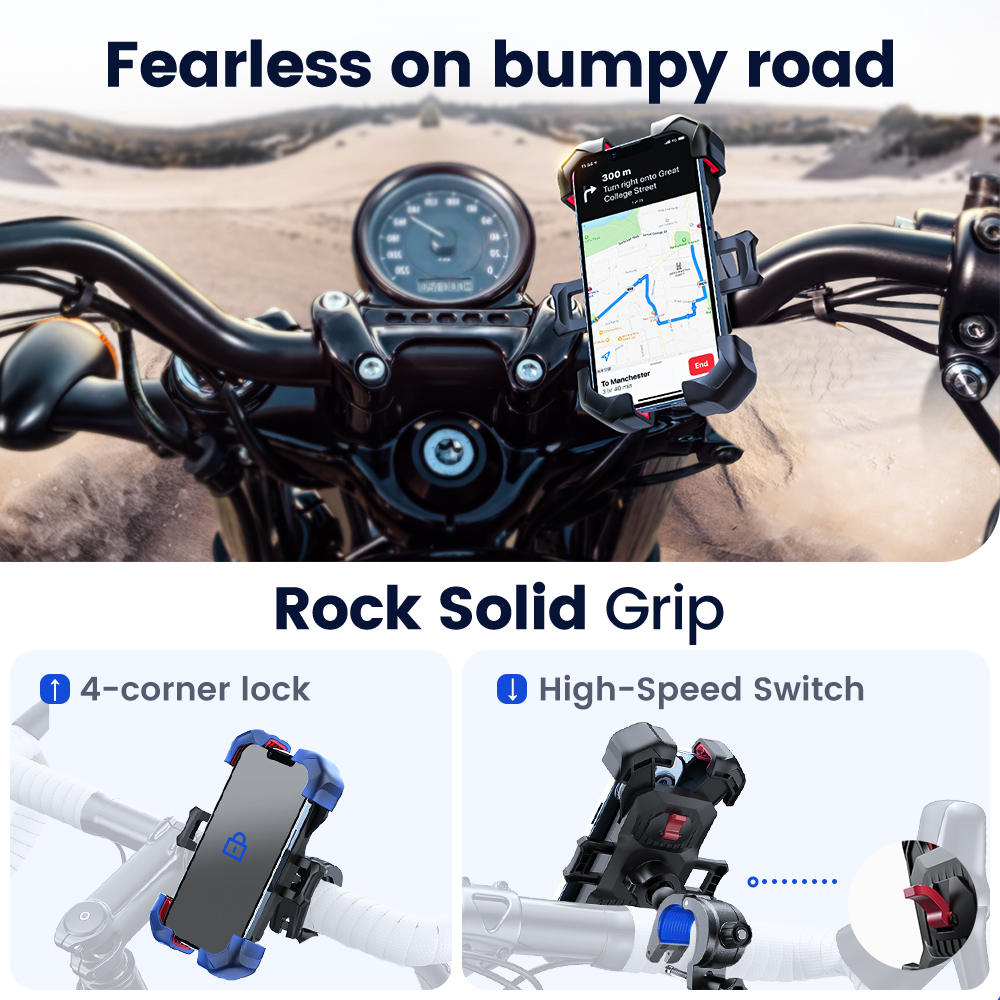 Fearless on bumpy road
300 m
Turn right onto Great
College Street
To Manchester
End
Rock Solid Grip
4-corner lock
High-Speed Switch